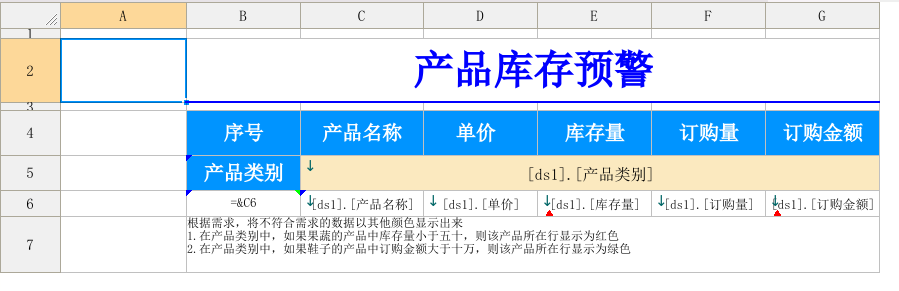 A B C D E F G
1
2 产品库存预警
3
4 序号 产品名称 单价 库存量 订购量 订购金额
5 产品类别 [ds1].[产品类别]
6 =&C6 [ds1].[产品名称] [ds1].[单价] [ds1].[库存量] [ds1].[订购量] [ds1].[订购金额]
根据需求，将不符合需求的数据以其他颜色显示出来
7 1.在产品类别中，如果果蔬的产品中库存量小于五十，则该产品所在行显示为红色
2.在产品类别中，如果鞋子的产品中订购金额大于十万，则该产品所在行显示为绿色